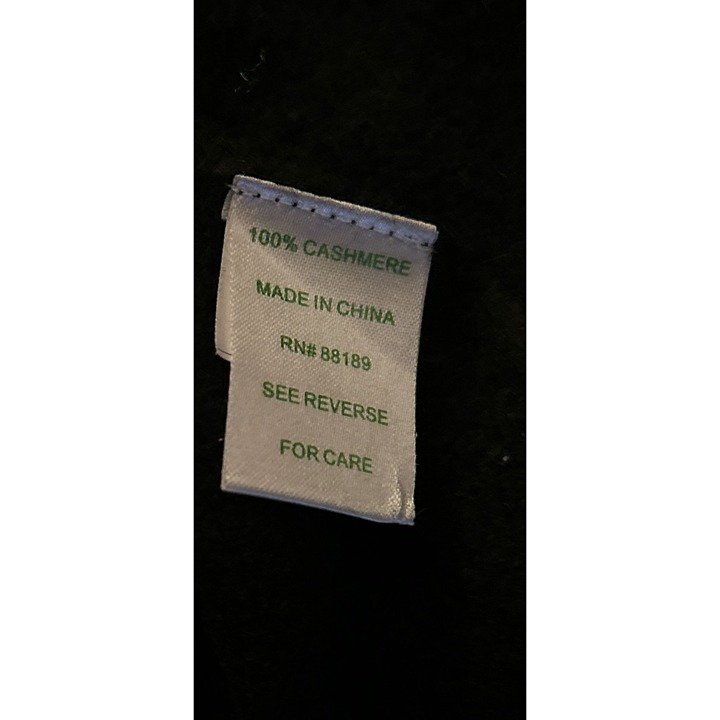 100% CASHMERE
MADE IN CHINA
RN# 88189
SEE REVERSE
FOR CARE